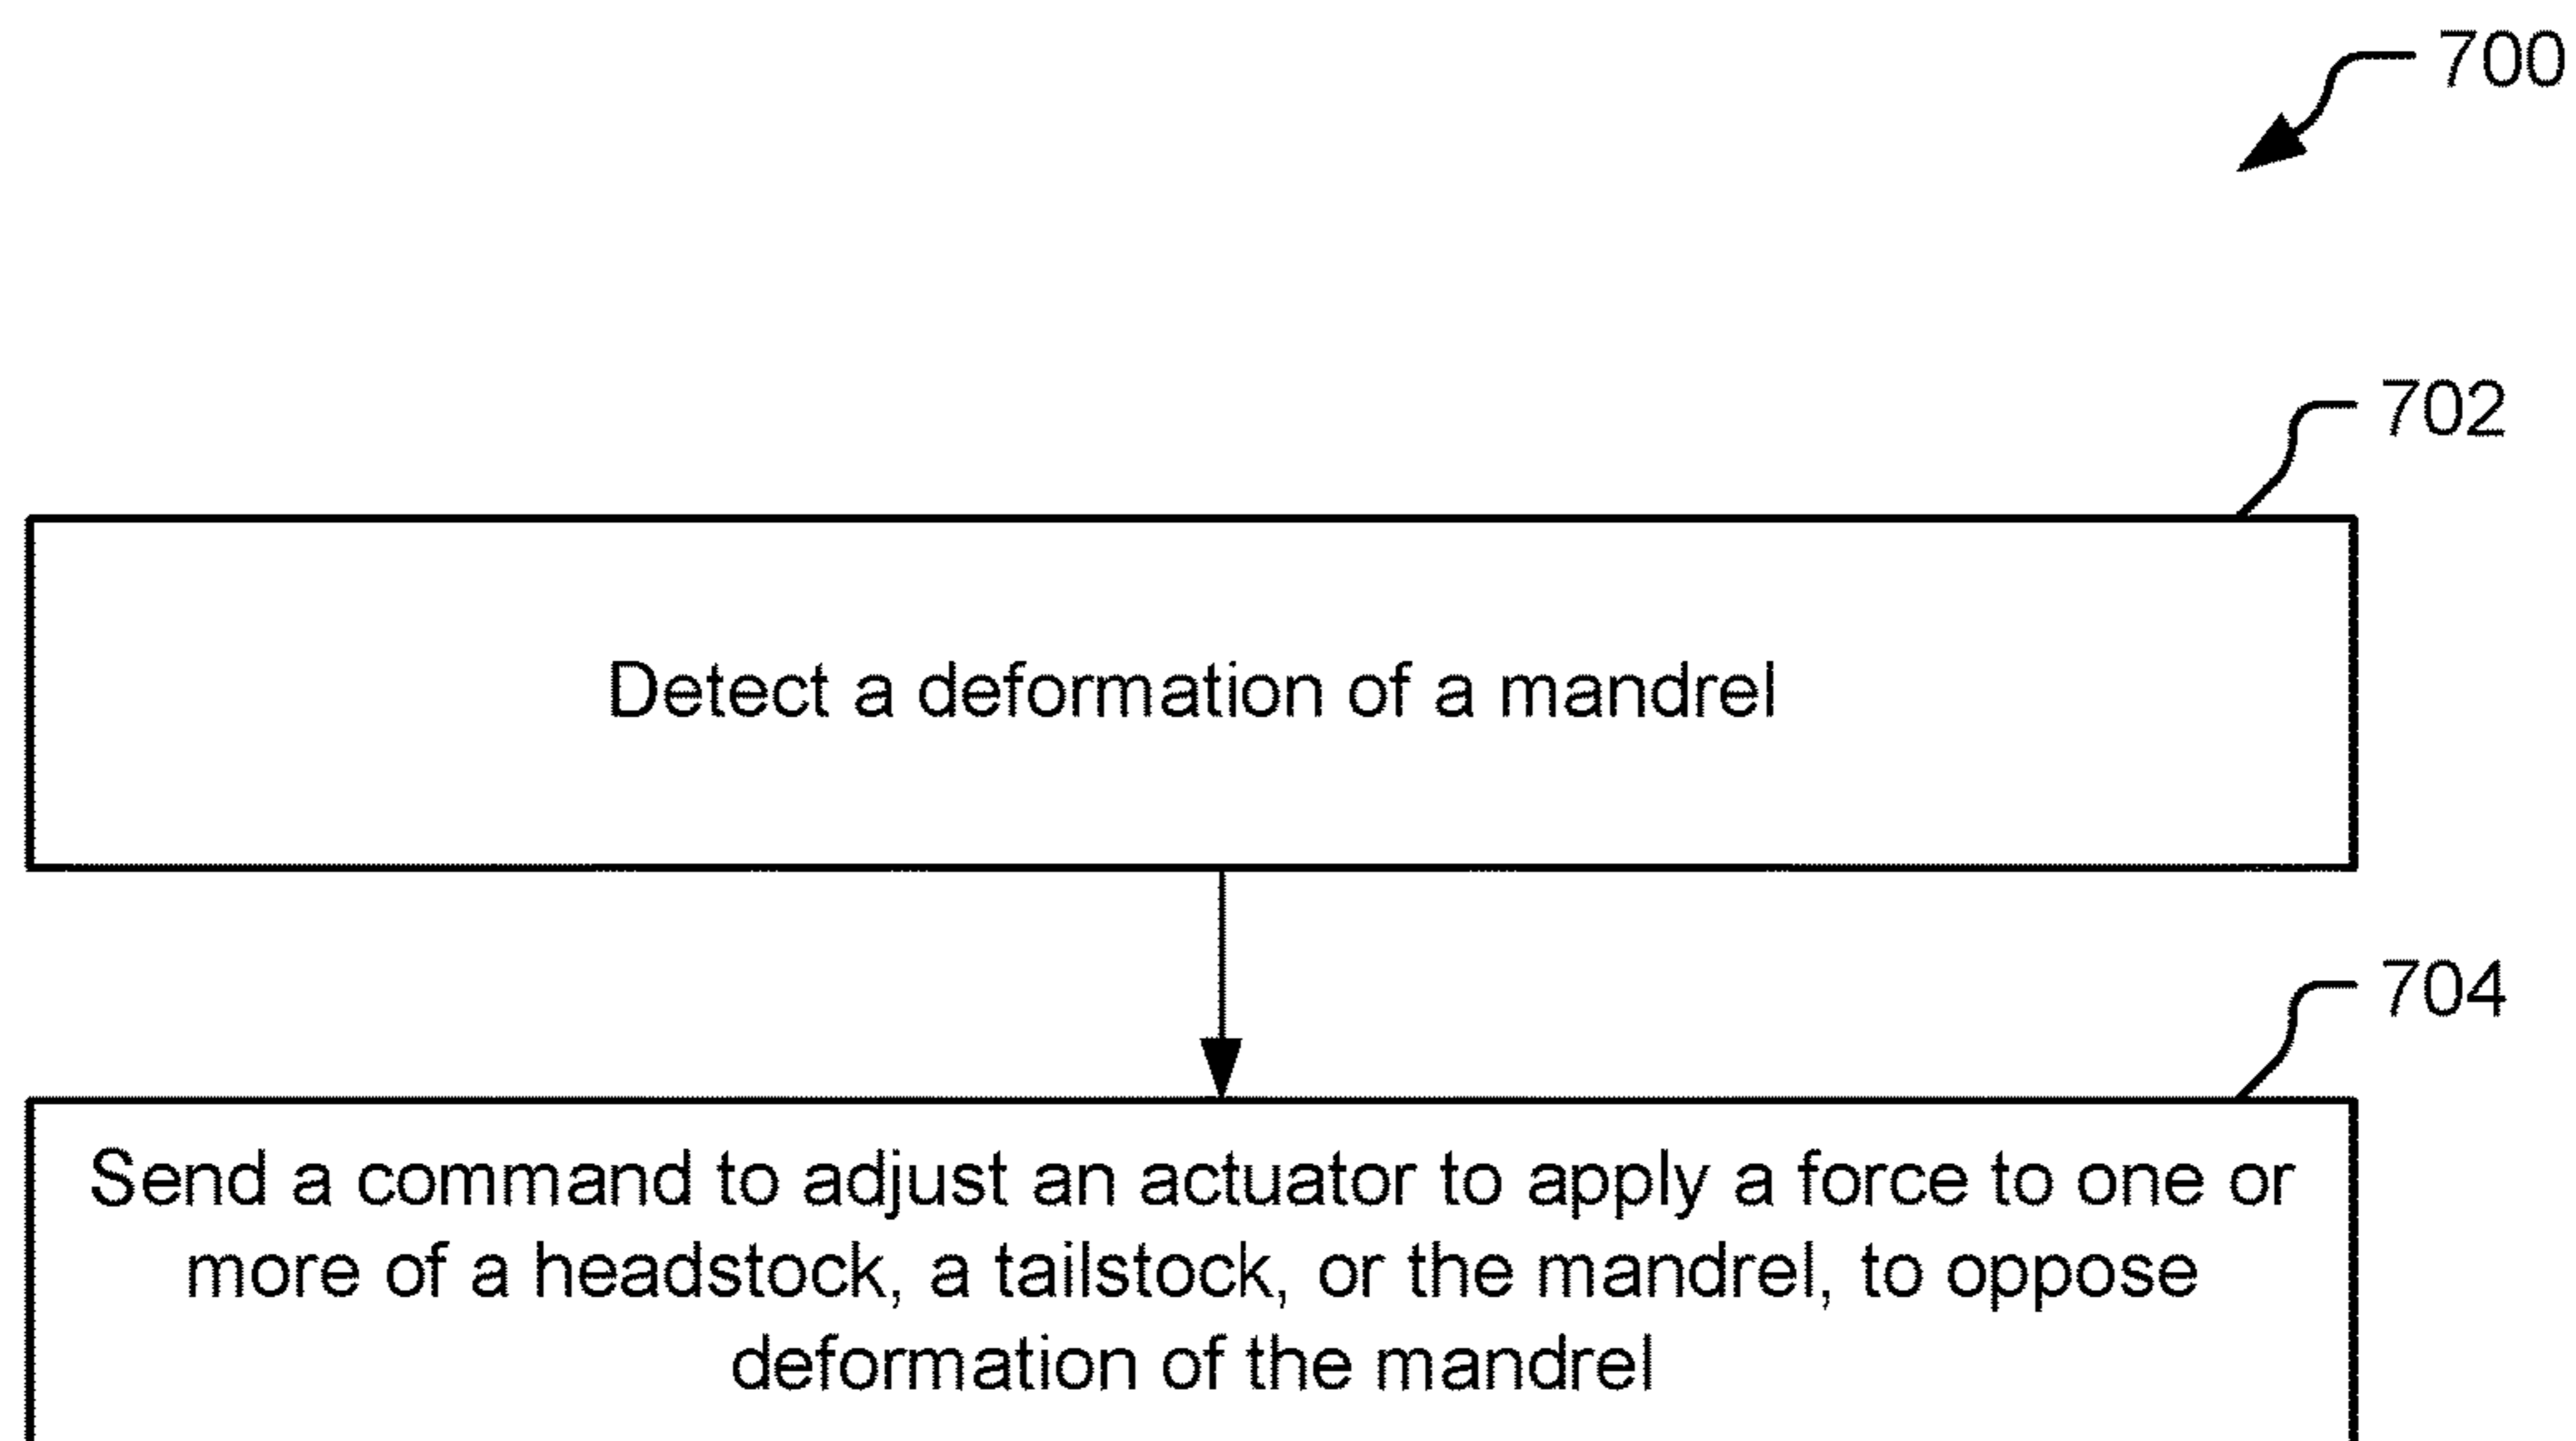 700
702
Detect a deformation of a mandrel
704
Send a command to adjust an actuator to apply a force to one or
more of a headstock, a tailstock, or the mandrel, to oppose
deformation of the mandrel